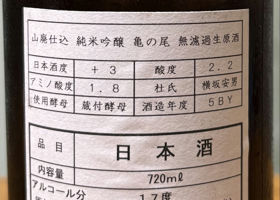 山廃仕込 純米吟醸 亀の尾 無濾過生原酒
日本酒度 +3 酸度 2.2
アミノ酸度 1.8 杜氏 横坂安男
使用酵母 蔵付酵母 酒造年度 5BY
品目 日本酒
内容量 720ml
アルコール分 17度